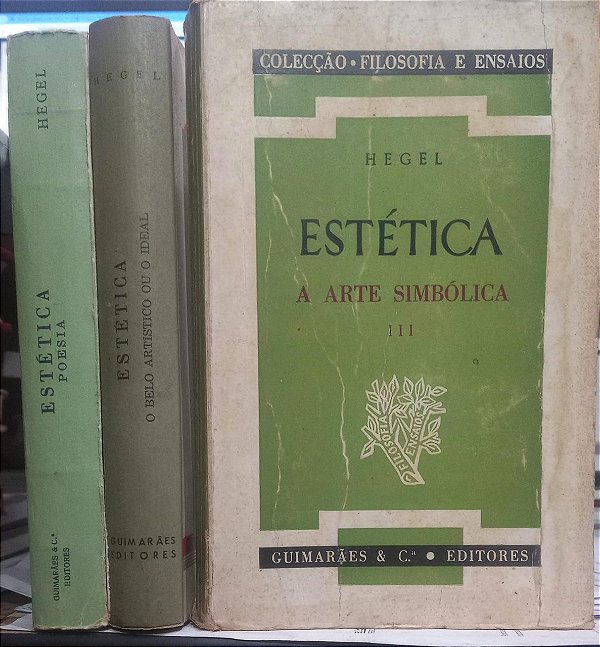 HEGEL
ESTÉTICA
POESIA
GUIMARÃES & C.ª
EDITORES
HEGEL
ESTÉTICA
O BELO ARTÍSTICO OU O IDEAL
GUIMARÃES
EDITORES
COLECÇÃO • FILOSOFIA E ENSAIOS
HEGEL
ESTÉTICA
A ARTE SIMBÓLICA
III
FILOSOFIA
ENSAIOS
GUIMARÃES & C.ª • EDITORES